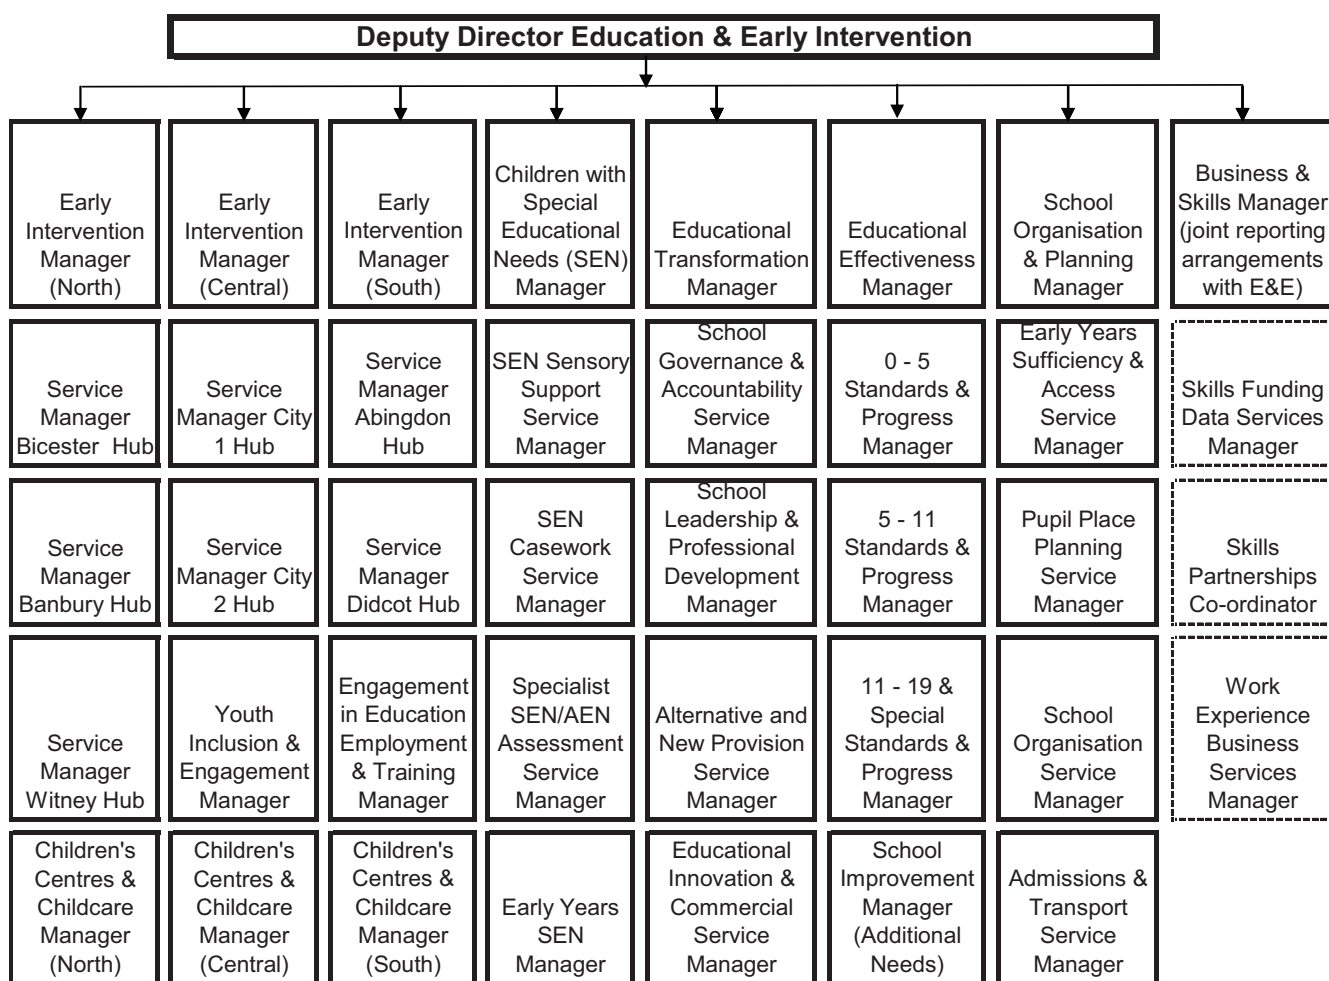 Deputy Director Education & Early Intervention
Early
Intervention
Manager
(North)
Early
Intervention
Manager
(Central)
Early
Intervention
Manager
(South)
Children with
Special
Educational
Needs (SEN)
Manager
Educational
Transformation
Manager
Educational
Effectiveness
Manager
School
Organisation
& Planning
Manager
Business &
Skills Manager
(joint reporting
arrangements
with E&E)
Service
Manager
Bicester Hub
Service
Manager City
1 Hub
Service
Manager
Abingdon
Hub
SEN Sensory
Support
Service
Manager
School
Governance &
Accountability
Service
Manager
0 - 5
Standards &
Progress
Manager
Early Years
Sufficiency &
Access
Service
Manager
Skills Funding
Data Services
Manager
Service
Manager
Banbury Hub
Service
Manager City
2 Hub
Service
Manager
Didcot Hub
SEN
Casework
Service
Manager
School
Leadership &
Professional
Development
Manager
5 - 11
Standards &
Progress
Manager
Pupil Place
Planning
Service
Manager
Skills
Partnerships
Co-ordinator
Service
Manager
Witney Hub
Youth
Inclusion &
Engagement
Manager
Engagement
in Education
Employment
& Training
Manager
Specialist
SEN/AEN
Assessment
Service
Manager
Alternative and
New Provision
Service
Manager
11 - 19 &
Special
Standards &
Progress
Manager
School
Organisation
Service
Manager
Work
Experience
Business
Services
Manager
Children's
Centres &
Childcare
Manager
(North)
Children's
Centres &
Childcare
Manager
(Central)
Children's
Centres &
Childcare
Manager
(South)
Early Years
SEN
Manager
Educational
Innovation &
Commercial
Service
Manager
School
Improvement
Manager
(Additional
Needs)
Admissions &
Transport
Service
Manager